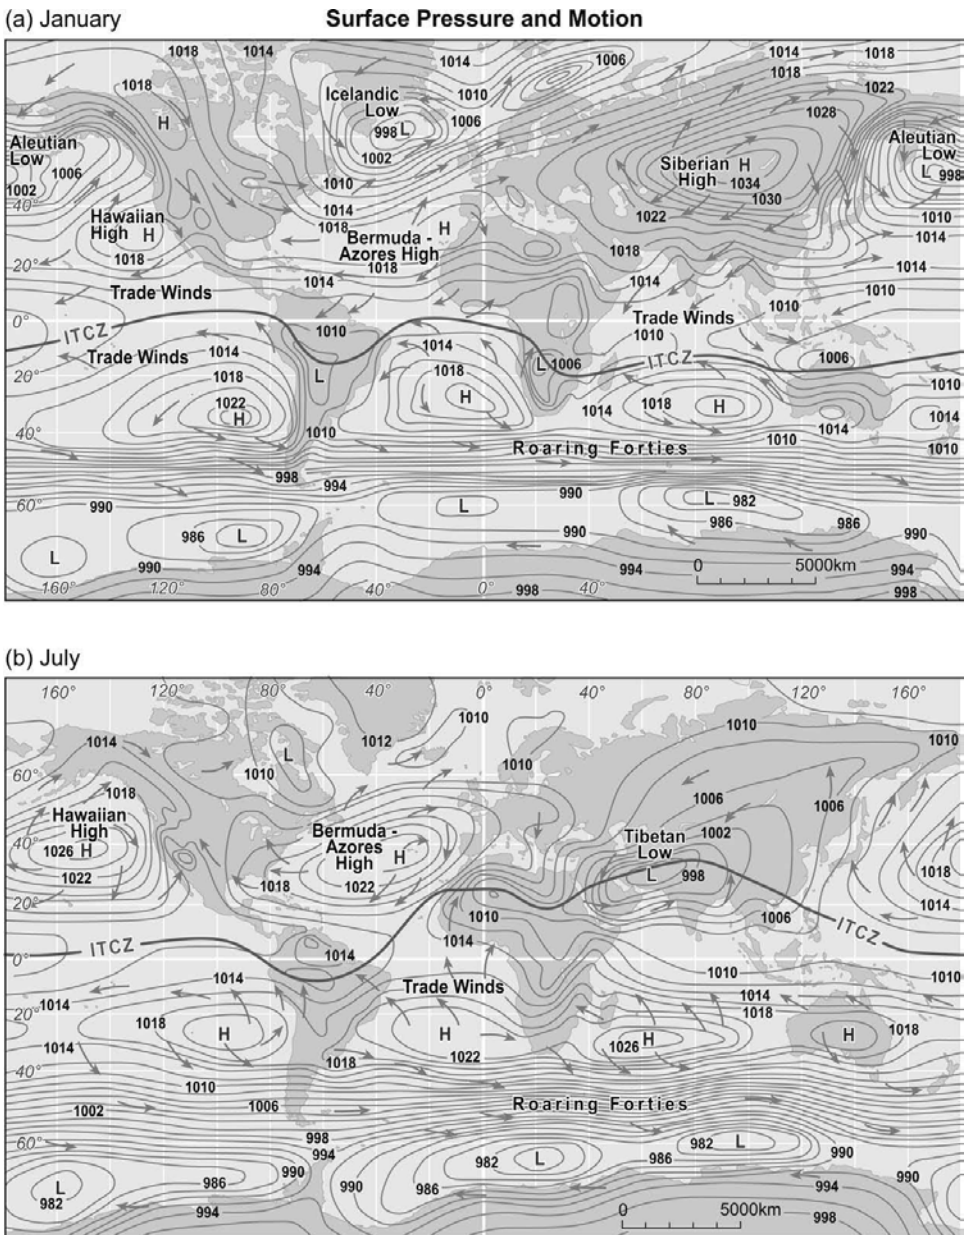 (a) January
Surface Pressure and Motion
1018 1014 1014 1006 1014 1018
1018 1018
Icelandic
Low
1010 1022
H 998 L 1006 1028
Aleutian
Low
1002
Siberian
High
H
Aleutian
Low
1006
L 998
1002 1010 1034
1030
40° 1014 1022 1010
Hawaiian
High
H
1018
Bermuda -
Azores High
H
1014
1018 1018 1018
20° 1014 1014 1014
Trade Winds 1010
0° 1010 Trade Winds 1010
ITCZ 1010
Trade Winds 1014 1014 L 1006 ITCZ 1006
20° 1018 L 1018 1010
1022 H H 1014 1018 H 1014
H
40° 1010 1014
Roaring Forties 1010 1010
998
994
990 990 990
60° L L 982
986 L 986 986 990
L
990 994 994
0 5000km
160° 120° 80° 40° 0° 998 998
(b) July
160° 120° 80° 40° 0° 40° 80° 120° 160°
1014 L 1012 1010 1010 1010
60° 1010 1010
1018 1006 1006
Hawaiian
High
Bermuda -
Azores
High
Tibetan
Low
1002
40° 1026 H H L 998 1018
1022 1018 1022
20° 1010 1006 1014
ITCZ 1014 ITCZ
0° 1014 1010 1010
1014 1014 Trade Winds 1014
20° 1018
1018 H H 1026 H H 1018
1014 1018 1022
40° 1010
1002 1006 Roaring Forties
998
60° 994 982 L
982 L 986 990
L 986 990 990 986 994 990
982
994 0 5000km 998